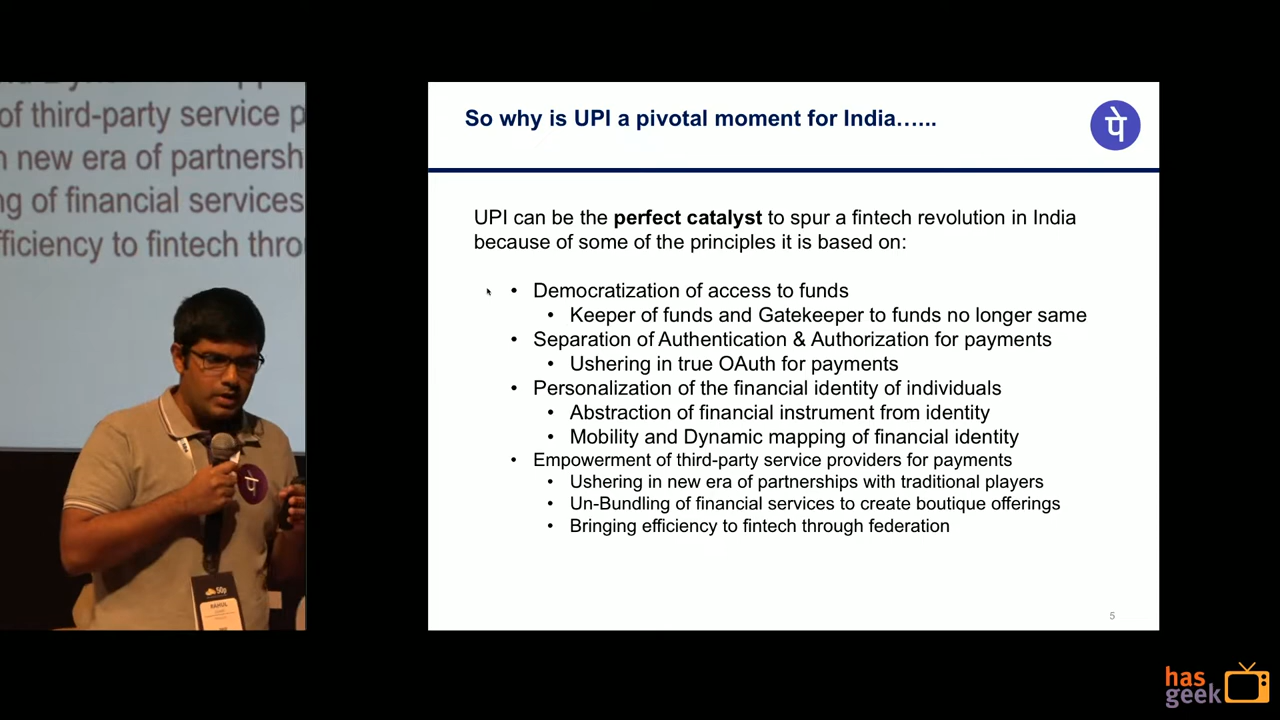 of third-party service p
new era of partnersh
ng of financial services
fficiency to fintech thro
पे
50p
RAHUL
So why is UPI a pivotal moment for India…...
पे
UPI can be the perfect catalyst to spur a fintech revolution in India
because of some of the principles it is based on:
• Democratization of access to funds
• Keeper of funds and Gatekeeper to funds no longer same
• Separation of Authentication & Authorization for payments
• Ushering in true OAuth for payments
• Personalization of the financial identity of individuals
• Abstraction of financial instrument from identity
• Mobility and Dynamic mapping of financial identity
• Empowerment of third-party service providers for payments
• Ushering in new era of partnerships with traditional players
• Un-Bundling of financial services to create boutique offerings
• Bringing efficiency to fintech through federation
5
has
geek